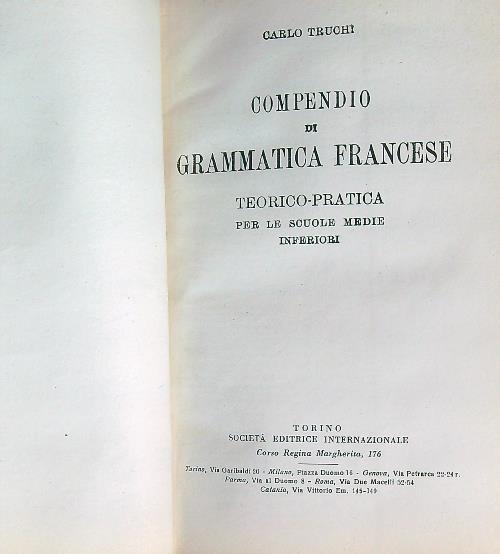 CARLO TRUCHÌ
COMPENDIO
DI
GRAMMATICA FRANCESE
TEORICO-PRATICA
PER LE SCUOLE MEDIE
INFERIORI
TORINO
SOCIETÀ EDITRICE INTERNAZIONALE
Corso Regina Margherita, 176
Torino, Via Garibaldi 20 - Milano, Piazza Duomo 16 - Genova, Via Petrarca 22-24 r.
Parma, Via al Duomo 8 - Roma, Via Due Macelli 52-54
Catania, Via Vittorio Em. 145-149